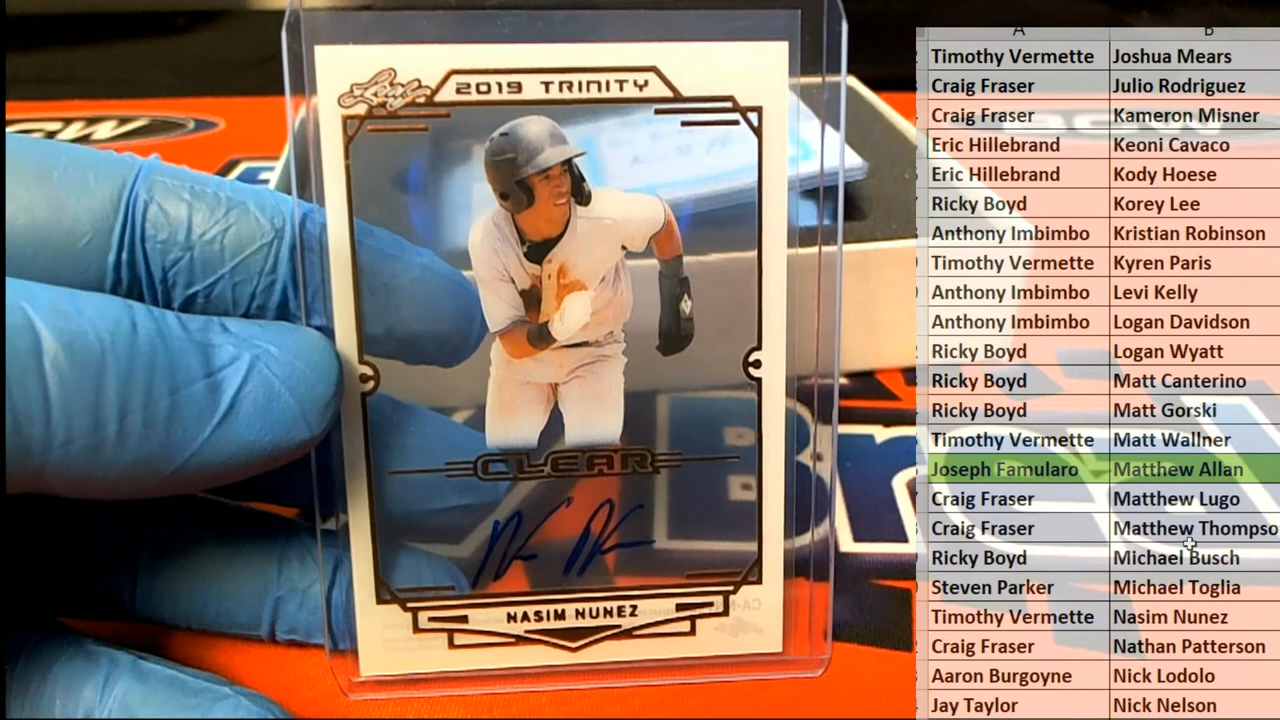 Leaf
2019 TRINITY
CLEAR
NASIM NUNEZ
A B
Timothy Vermette Joshua Mears
Craig Fraser Julio Rodriguez
Craig Fraser Kameron Misner
Eric Hillebrand Keoni Cavaco
Eric Hillebrand Kody Hoese
Ricky Boyd Korey Lee
Anthony Imbimbo Kristian Robinson
Timothy Vermette Kyren Paris
Anthony Imbimbo Levi Kelly
Anthony Imbimbo Logan Davidson
Ricky Boyd Logan Wyatt
Ricky Boyd Matt Canterino
Ricky Boyd Matt Gorski
Timothy Vermette Matt Wallner
Joseph Famularo Matthew Allan
Craig Fraser Matthew Lugo
Craig Fraser Matthew Thompso
Ricky Boyd Michael Busch
Steven Parker Michael Toglia
Timothy Vermette Nasim Nunez
Craig Fraser Nathan Patterson
Aaron Burgoyne Nick Lodolo
Jay Taylor Nick Nelson